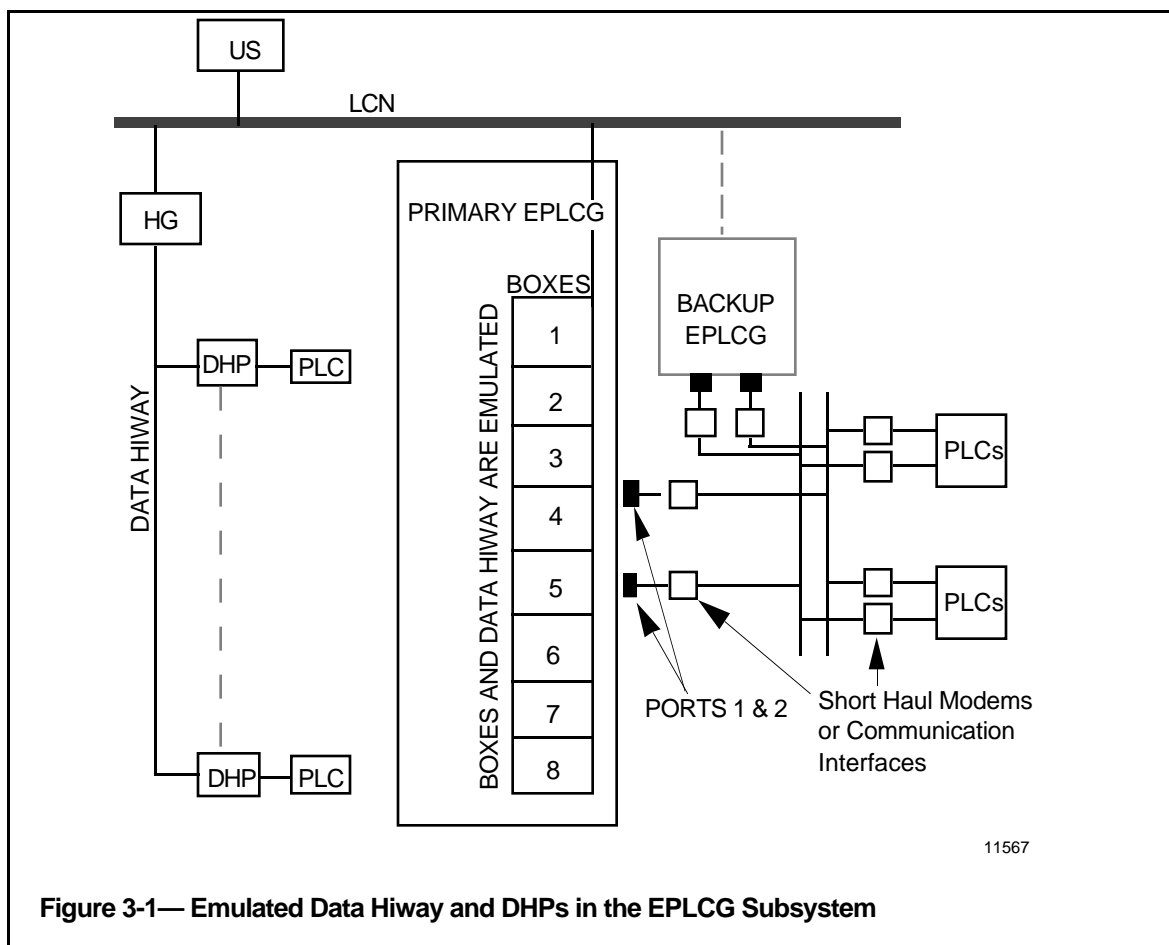 US
LCN
HG
DATA HIWAY
DHP
PLC
DHP
PLC
PRIMARY EPLCG
BOXES
BOXES AND DATA HIWAY ARE EMULATED
1
2
3
4
5
6
7
8
BACKUP
EPLCG
PLCs
PLCs
PORTS 1 & 2
Short Haul Modems
or Communication
Interfaces
11567
Figure 3-1— Emulated Data Hiway and DHPs in the EPLCG Subsystem